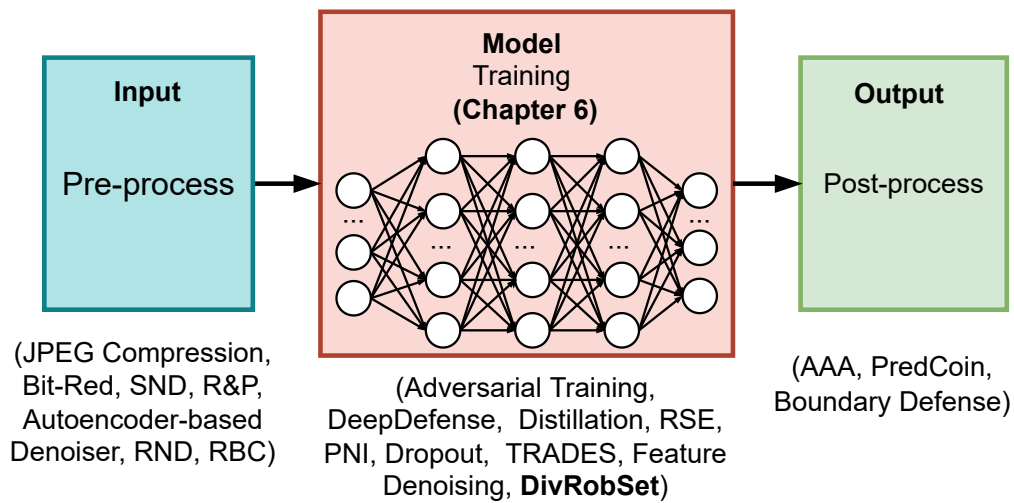 Input
Pre-process
(JPEG Compression,
Bit-Red, SND, R&P,
Autoencoder-based
Denoiser, RND, RBC)
Model
Training
(Chapter 6)
...
...
...
...
...
...
(Adversarial Training,
DeepDefense, Distillation, RSE,
PNI, Dropout, TRADES, Feature
Denoising, DivRobSet)
Output
Post-process
(AAA, PredCoin,
Boundary Defense)